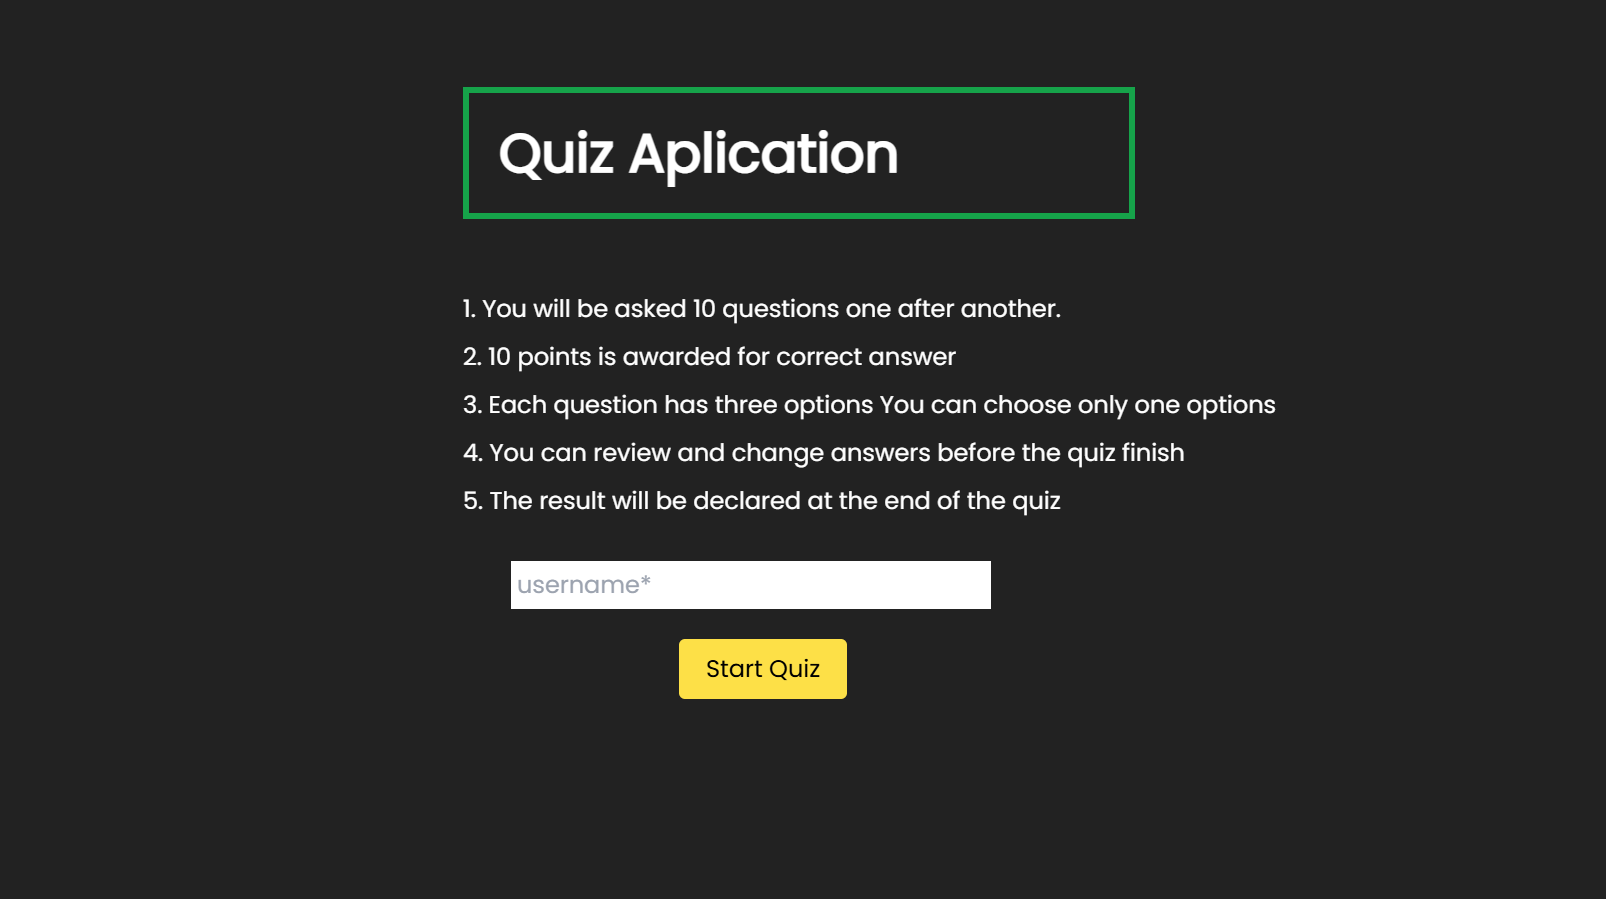 Quiz Aplication
1. You will be asked 10 questions one after another.
2. 10 points is awarded for correct answer
3. Each question has three options You can choose only one options
4. You can review and change answers before the quiz finish
5. The result will be declared at the end of the quiz
username*
Start Quiz